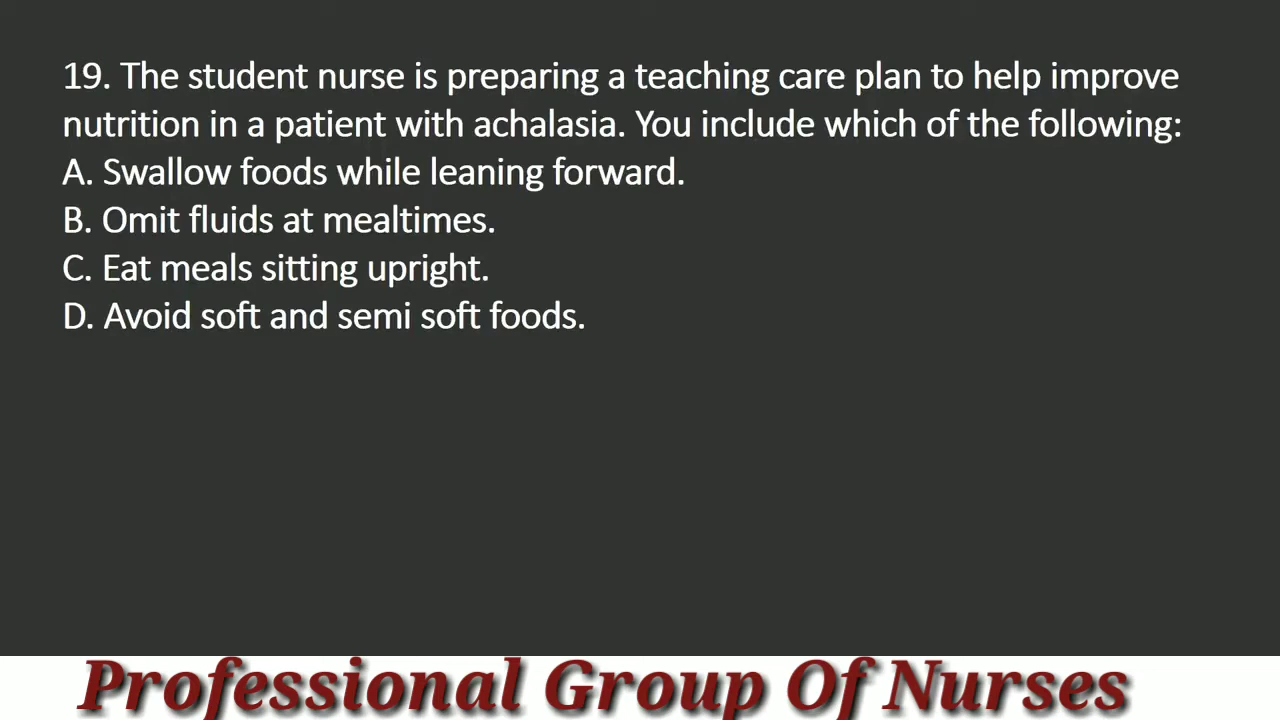 19. The student nurse is preparing a teaching care plan to help improve
nutrition in a patient with achalasia. You include which of the following:
A. Swallow foods while leaning forward.
B. Omit fluids at mealtimes.
C. Eat meals sitting upright.
D. Avoid soft and semi soft foods.
Professional Group Of Nurses